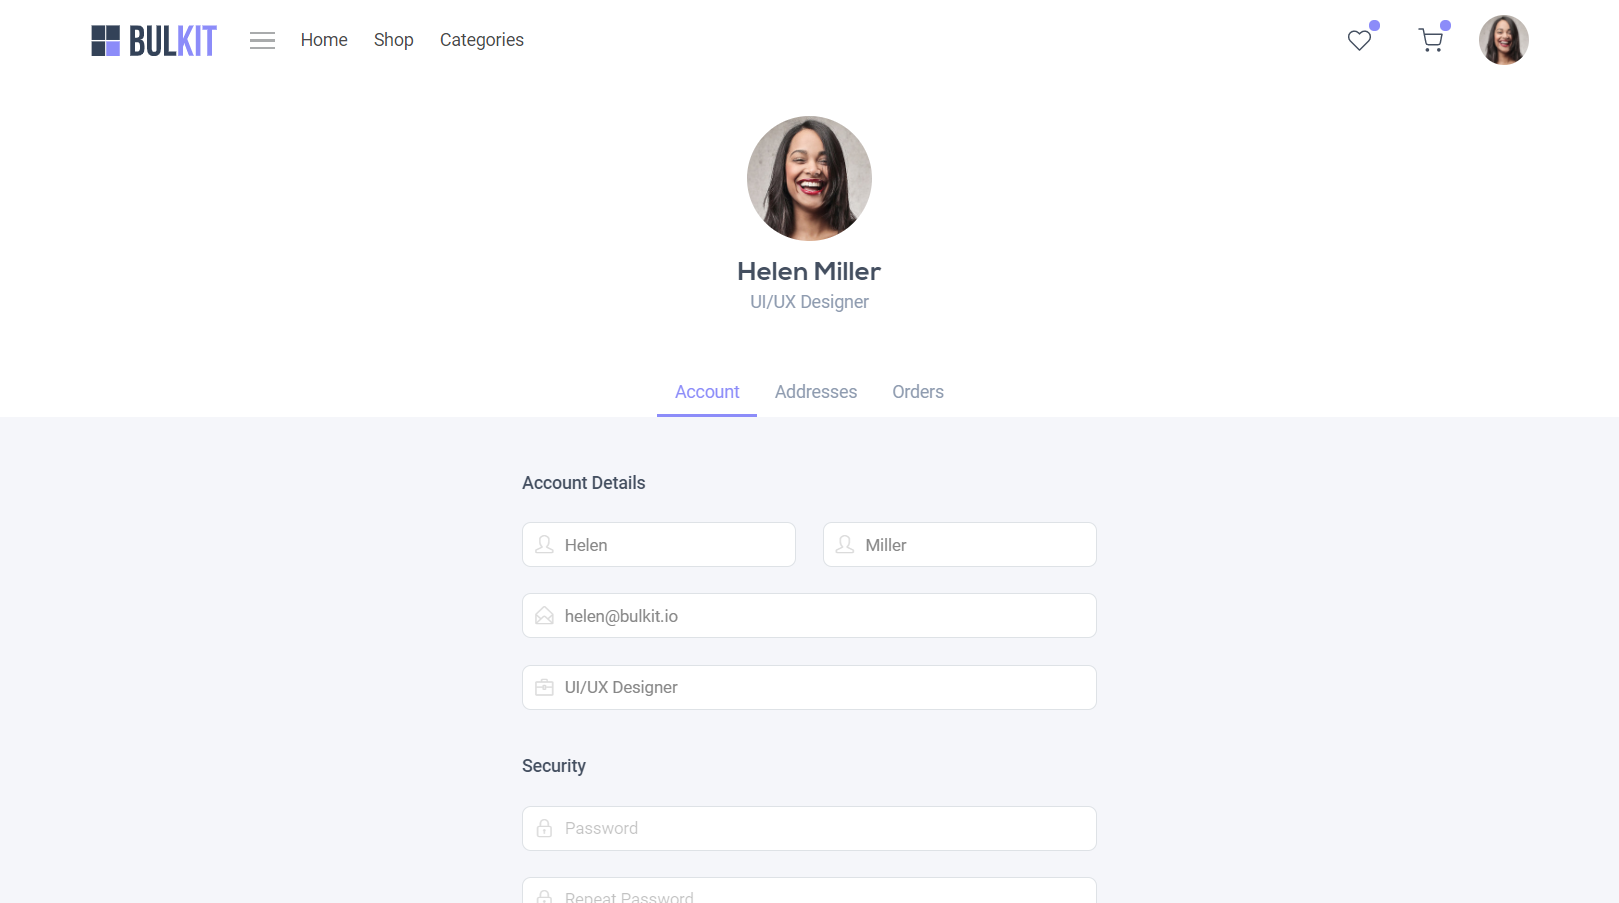 BULKIT
Home
Shop
Categories
Helen Miller
UI/UX Designer
Account
Addresses
Orders
Account Details
Helen
Miller
helen@bulkit.io
UI/UX Designer
Security
Password
Repeat Password